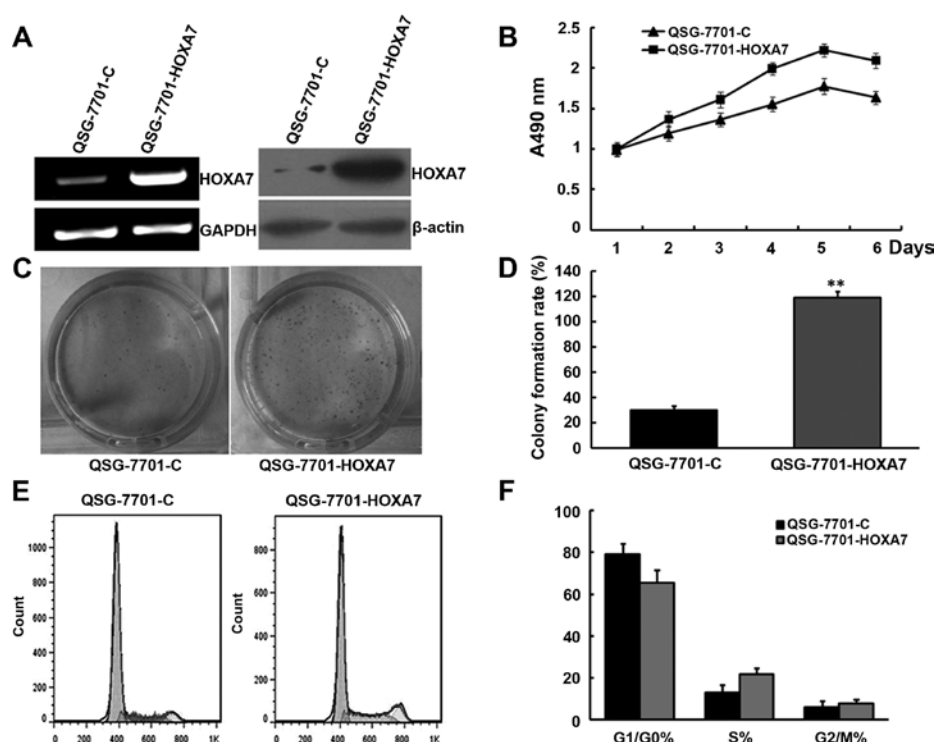 A
QSG-7701-C
QSG-7701-HOXA7
HOXA7
GAPDH
QSG-7701-C
QSG-7701-HOXA7
HOXA7
β-actin
B
QSG-7701-C
QSG-7701-HOXA7
A490 nm
2.5
2
1.5
1
0.5
0
1 2 3 4 5 6 Days
C
QSG-7701-C
QSG-7701-HOXA7
D
Colony formation rate (%)
140
120
100
80
60
40
20
0
**
QSG-7701-C
QSG-7701-HOXA7
E
QSG-7701-C
Count
1000
800
600
400
200
0
0 200 400 600 800 1K
QSG-7701-HOXA7
Count
800
600
400
200
0
0 200 400 600 800 1K
F
QSG-7701-C
QSG-7701-HOXA7
100
80
60
40
20
0
G1/G0% S% G2/M%